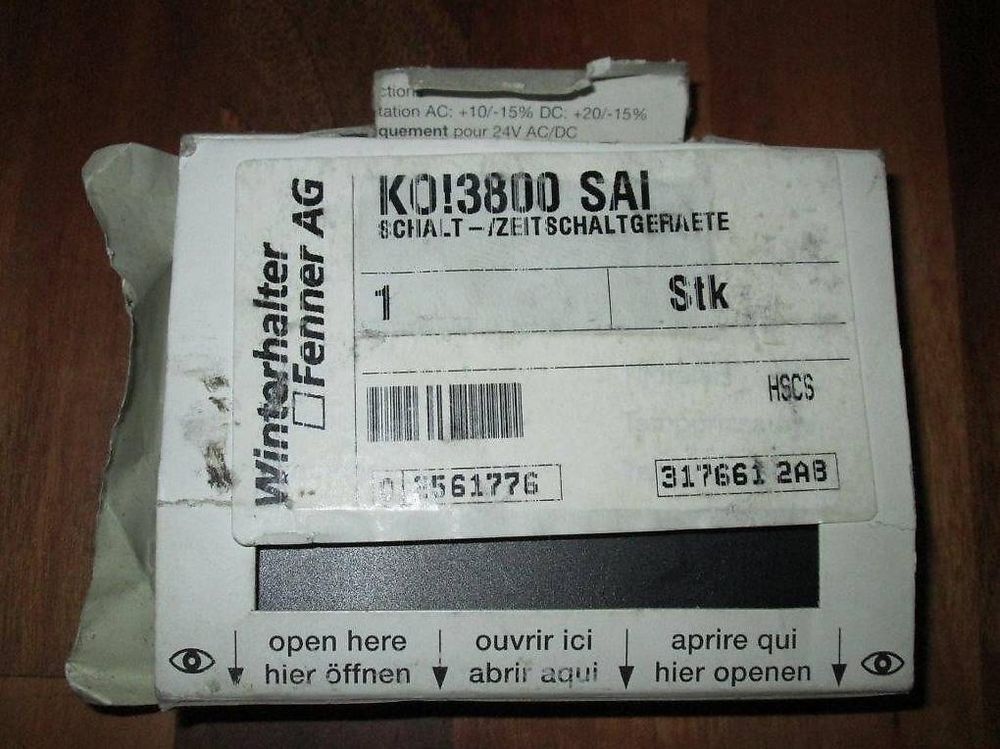 ction
tation AC: +10/-15% DC: +20/-15%
quement pour 24V AC/DC
Winterhalter
Fenner AG
KO!3800 SAI
SCHALT-/ZEITSCHALTGERAETE
1 Stk
HSCS
317661 2AB
open here ouvrir ici aprire qui
hier öffnen abrir aqui hier openen